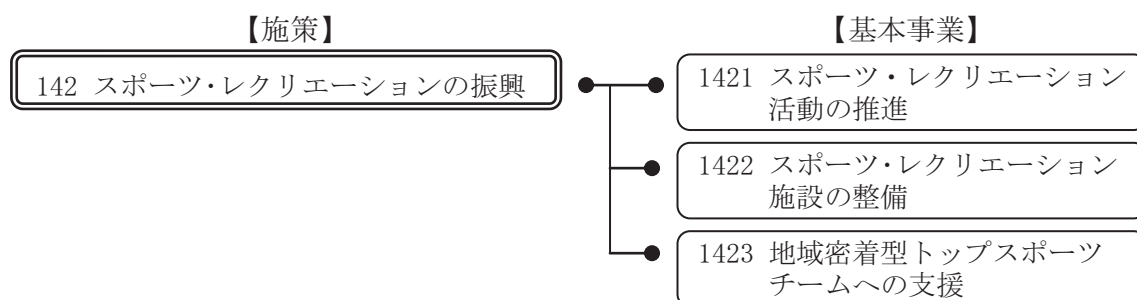 【施策】
【基本事業】
142 スポーツ・レクリエーションの振興
1421 スポーツ・レクリエーション
活動の推進
1422 スポーツ・レクリエーション
施設の整備
1423 地域密着型トップスポーツ
チームへの支援